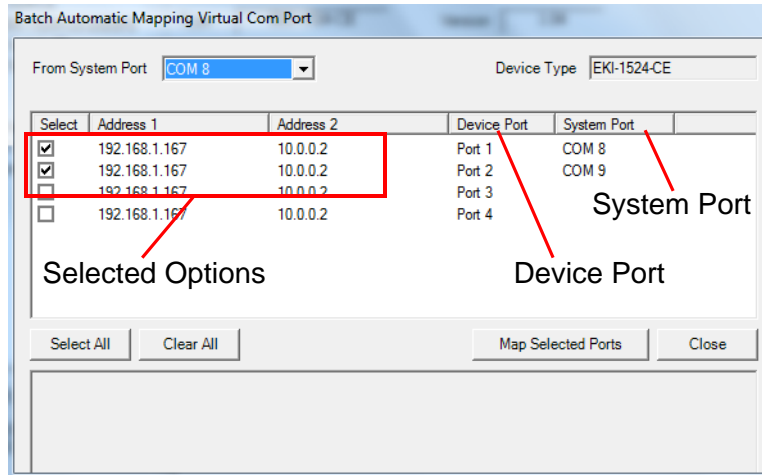 Batch Automatic Mapping Virtual Com Port
From System Port COM 8 Device Type EKI-1524-CE
Select Address 1 Address 2 Device Port System Port
192.168.1.167 10.0.0.2 Port 1 COM 8
192.168.1.167 10.0.0.2 Port 2 COM 9
192.168.1.167 10.0.0.2 Port 3
192.168.1.167 10.0.0.2 Port 4
System Port
Selected Options Device Port
Select All Clear All Map Selected Ports Close